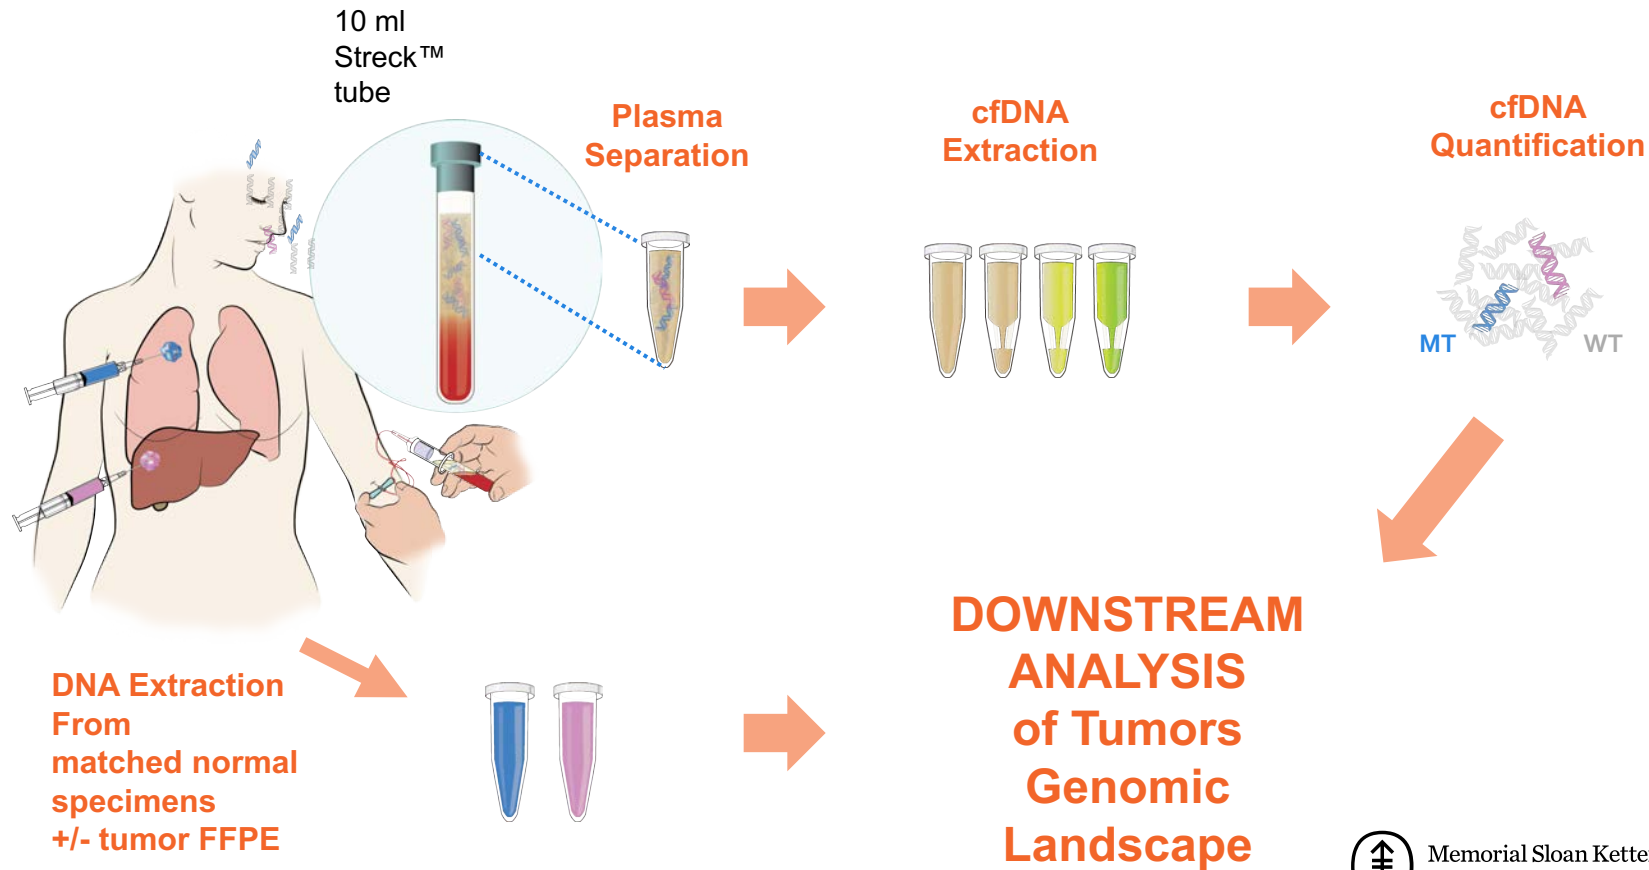 10 ml
Streck™
tube
Plasma
Separation
cfDNA
Extraction
cfDNA
Quantification
MT
WT
DNA Extraction
From
matched normal
specimens
+/- tumor FFPE
DOWNSTREAM
ANALYSIS
of Tumors
Genomic
Landscape
Memorial Sloan